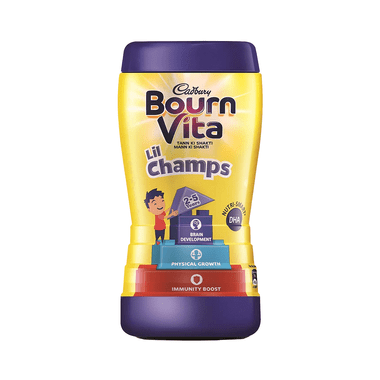 Cadbury
Bourn
Vita
TANN KI SHAKTI
MANN KI SHAKTI
Lil
Champs
2-5
BRAIN
DEVELOPMENT
DHA
PHYSICAL GROWTH
IMMUNITY BOOST